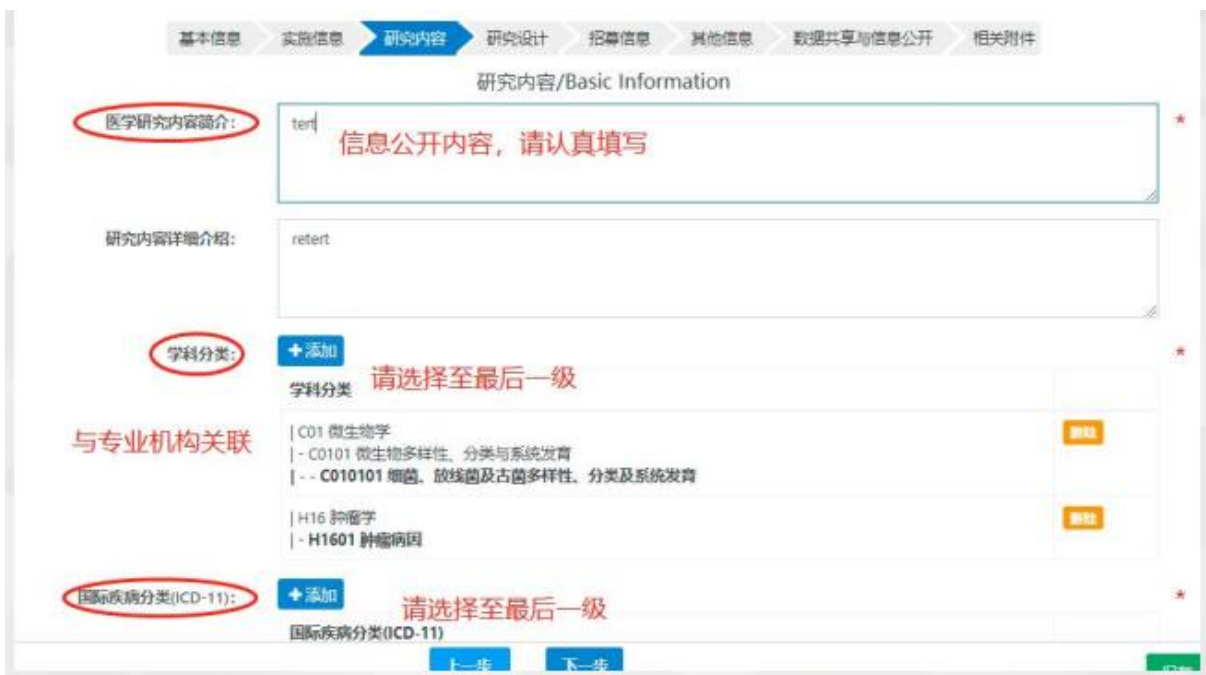 基本信息 实施信息 研究内容 研究设计 招募信息 其他信息 数据共享与信息公开 相关附件
研究内容/Basic Information
医学研究内容简介: tert *
信息公开内容，请认真填写
研究内容详细介绍: retert
学科分类: +添加 *
请选择至最后一级
学科分类
与专业机构关联
| C01 微生物学 删除
| - C0101 微生物多样性、分类与系统发育
| - - C010101 细菌、放线菌及古菌多样性、分类及系统发育
| H16 肿瘤学 删除
| - H1601 肿瘤病因
国际疾病分类(ICD-11): +添加 *
请选择至最后一级
国际疾病分类(ICD-11)
上一步 下一步